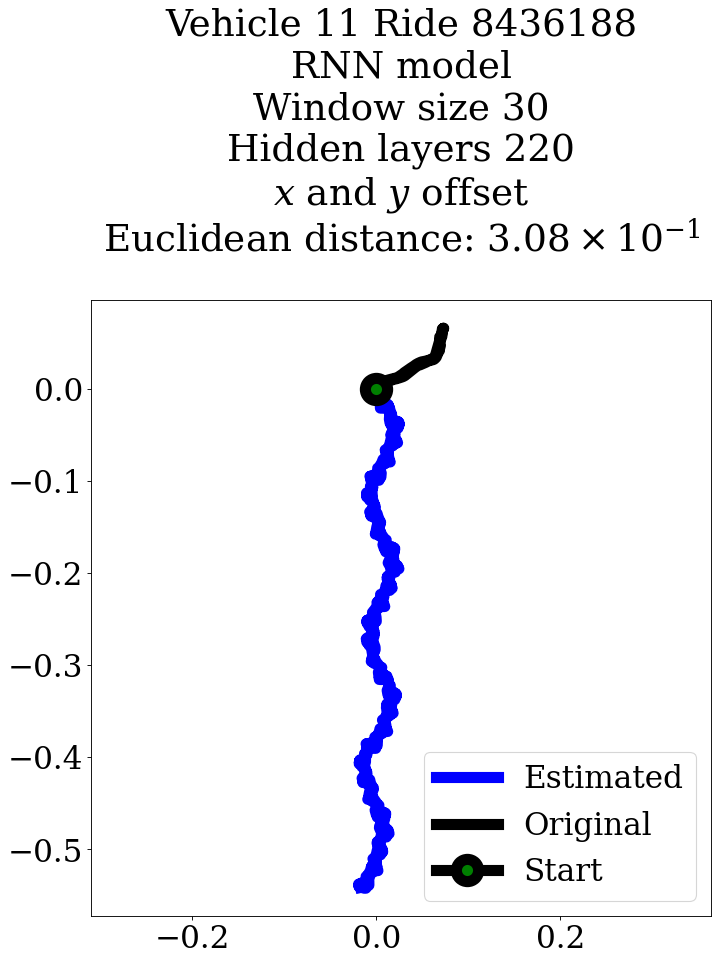 Vehicle 11 Ride 8436188
RNN model
Window size 30
Hidden layers 220
x and y offset
Euclidean distance: 3.08 × 10⁻¹
0.0
−0.1
−0.2
−0.3
−0.4
−0.5
−0.2
0.0
0.2
Estimated
Original
Start